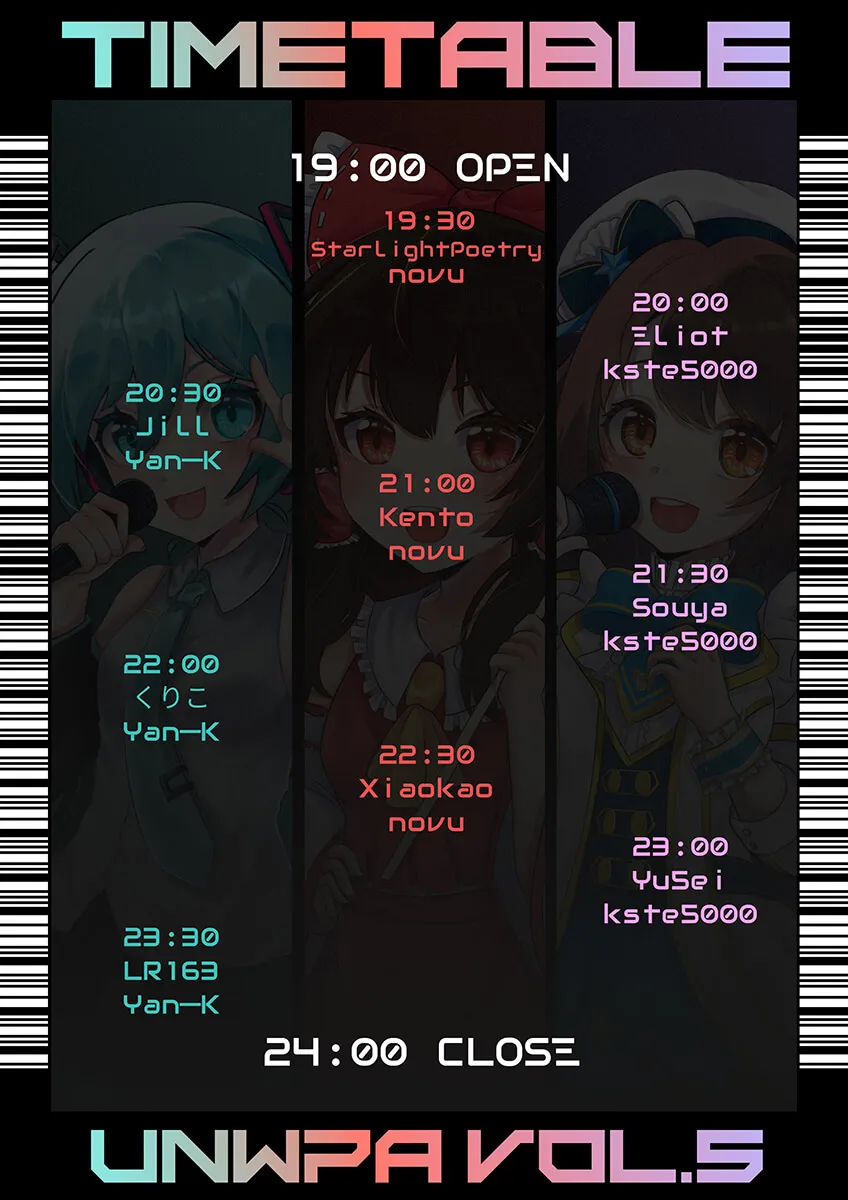 TIMETABLE
19:00 OPEN
19:30
StarlightPoetry
novu
20:00
Eliot
kste5000
20:30
Jill
Yan-K
21:00
Kento
novu
21:30
Souya
kste5000
22:00
くりこ
Yan-K
22:30
Xiaokao
novu
23:00
YuSei
kste5000
23:30
LR163
Yan-K
24:00 CLOSE
UNWPA VOL.5